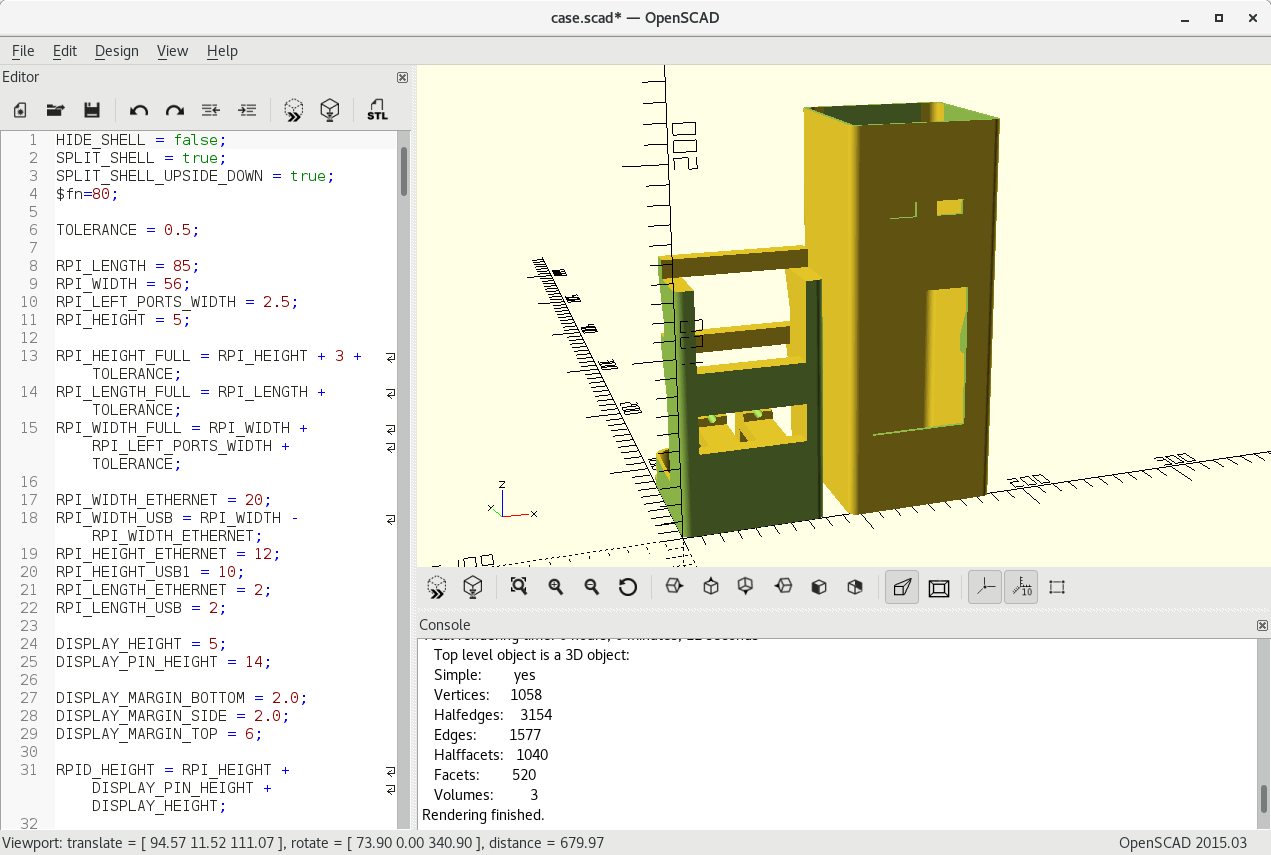 case.scad* — OpenSCAD
File Edit Design View Help
Editor
STL
1 HIDE_SHELL = false;
2 SPLIT_SHELL = true;
3 SPLIT_SHELL_UPSIDE_DOWN = true;
4 $fn=80;
5
6 TOLERANCE = 0.5;
7
8 RPI_LENGTH = 85;
9 RPI_WIDTH = 56;
10 RPI_LEFT_PORTS_WIDTH = 2.5;
11 RPI_HEIGHT = 5;
12
13 RPI_HEIGHT_FULL = RPI_HEIGHT + 3 +
TOLERANCE;
14 RPI_LENGTH_FULL = RPI_LENGTH +
TOLERANCE;
15 RPI_WIDTH_FULL = RPI_WIDTH +
RPI_LEFT_PORTS_WIDTH +
TOLERANCE;
16
17 RPI_WIDTH_ETHERNET = 20;
18 RPI_WIDTH_USB = RPI_WIDTH -
RPI_WIDTH_ETHERNET;
19 RPI_HEIGHT_ETHERNET = 12;
20 RPI_HEIGHT_USB1 = 10;
21 RPI_LENGTH_ETHERNET = 2;
22 RPI_LENGTH_USB = 2;
23
24 DISPLAY_HEIGHT = 5;
25 DISPLAY_PIN_HEIGHT = 14;
26
27 DISPLAY_MARGIN_BOTTOM = 2.0;
28 DISPLAY_MARGIN_SIDE = 2.0;
29 DISPLAY_MARGIN_TOP = 6;
30
31 RPID_HEIGHT = RPI_HEIGHT +
DISPLAY_PIN_HEIGHT +
DISPLAY_HEIGHT;
32
100
200
300
z
x
10
Console
Top level object is a 3D object:
Simple: yes
Vertices: 1058
Halfedges: 3154
Edges: 1577
Halffacets: 1040
Facets: 520
Volumes: 3
Rendering finished.
Viewport: translate = [ 94.57 11.52 111.07 ], rotate = [ 73.90 0.00 340.90 ], distance = 679.97
OpenSCAD 2015.03